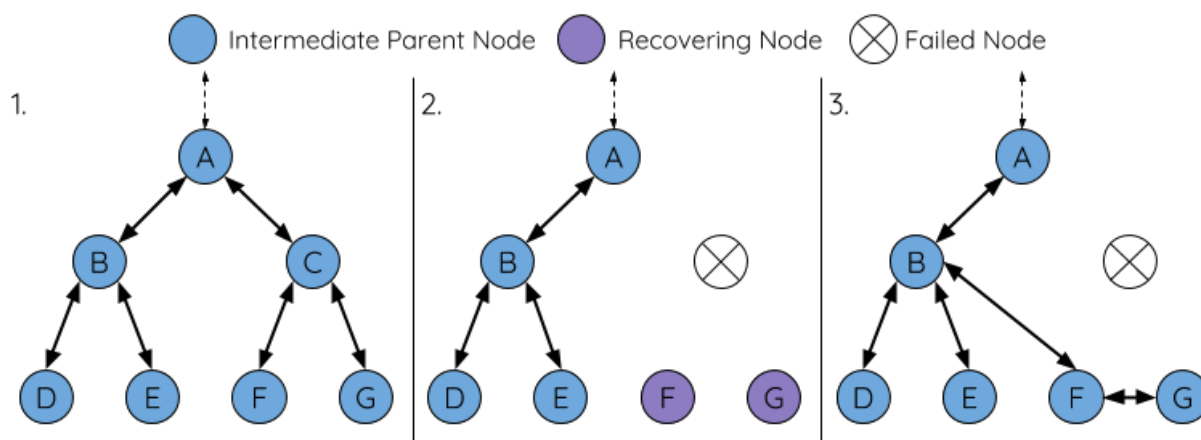 Intermediate Parent Node
Recovering Node
Failed Node
1.
A
B
C
D
E
F
G
2.
A
B
D
E
F
G
3.
A
B
D
E
F
G